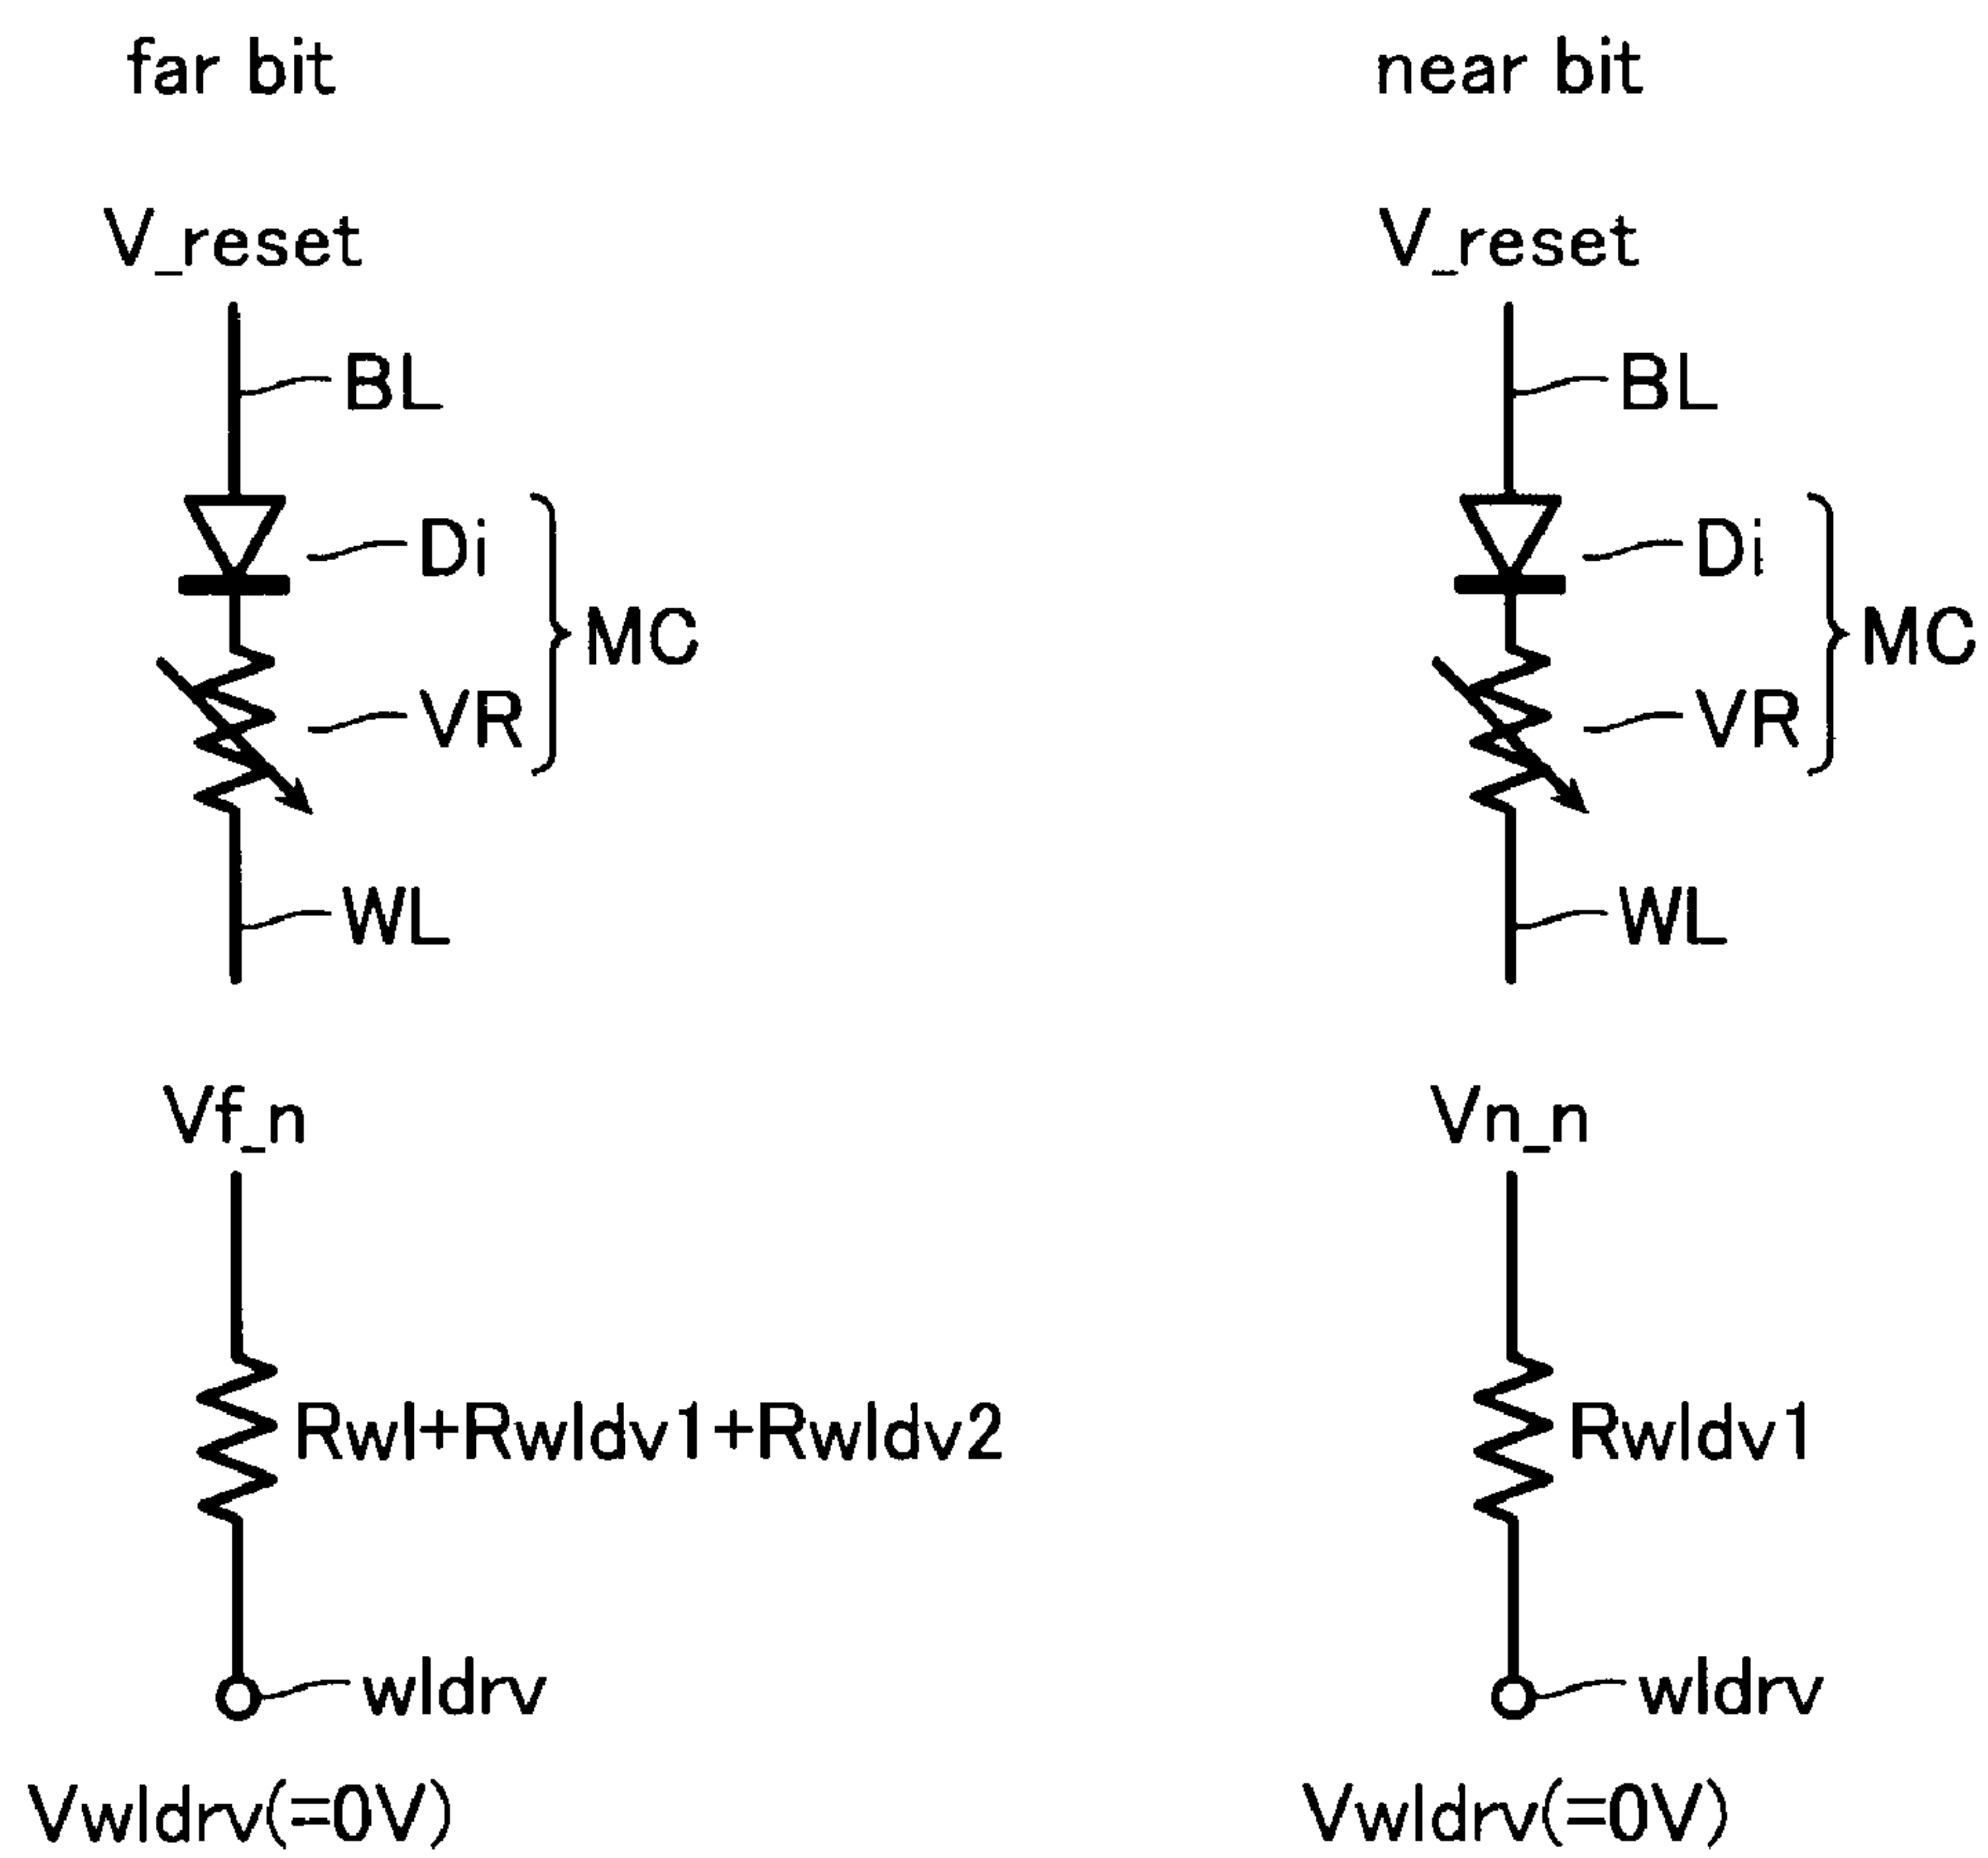 far bit
V_reset
BL
Di
MC
VR
WL
Vf_n
Rwl+Rwldv1+Rwldv2
wldrv
Vwldrv(=0V)
near bit
V_reset
BL
Di
MC
VR
WL
Vn_n
Rwldv1
wldrv
Vwldrv(=0V)